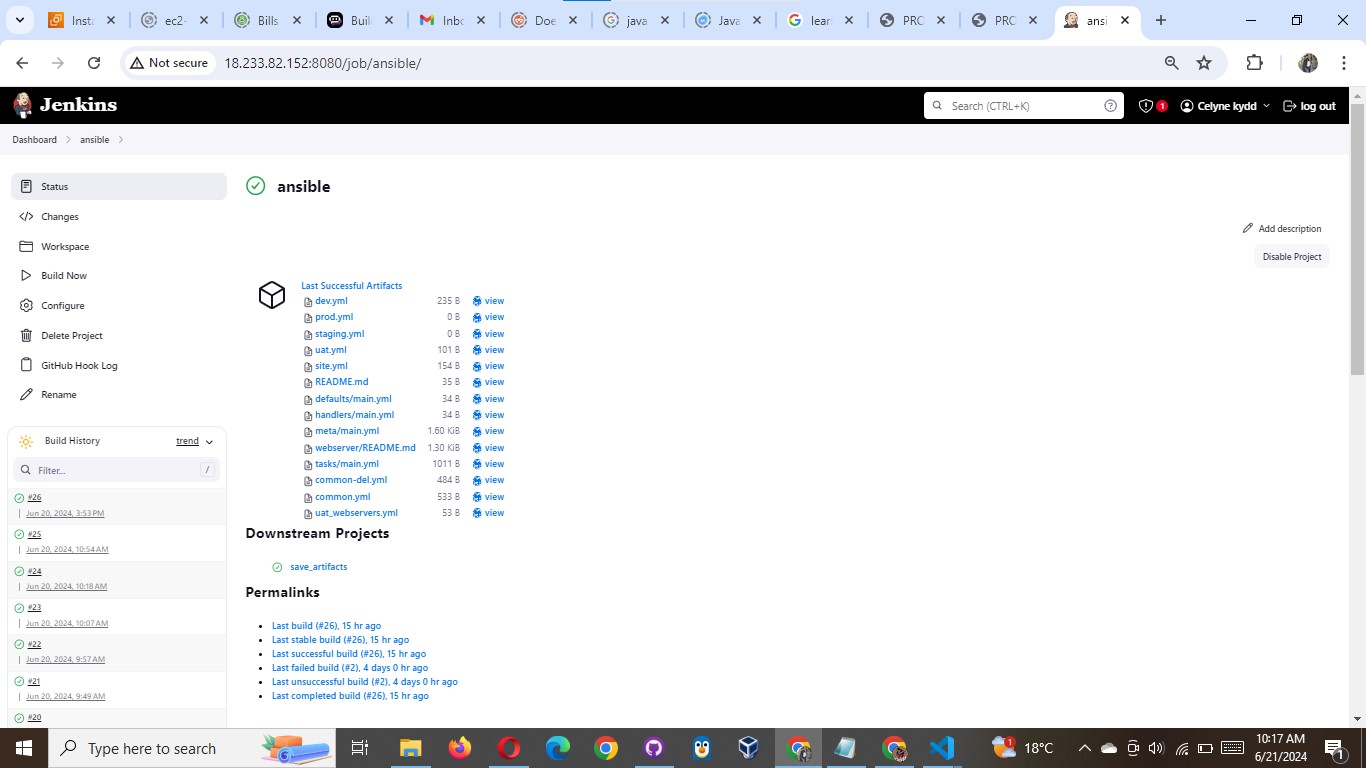 Insta
ec2-
Bills
Buil
Inbc
Doe
java
Java
lear
PRC
PRC
ansi
Not secure
18.233.82.152:8080/job/ansible/
Jenkins
Search (CTRL+K)
1
Celyne kydd
log out
Dashboard
ansible
Status
Changes
Workspace
Build Now
Configure
Delete Project
GitHub Hook Log
Rename
Build History
trend
Filter...
/
#26
Jun 20, 2024, 3:53 PM
#25
Jun 20, 2024, 10:54 AM
#24
Jun 20, 2024, 10:18 AM
#23
Jun 20, 2024, 10:07 AM
#22
Jun 20, 2024, 9:57 AM
#21
Jun 20, 2024, 9:49 AM
#20
ansible
Add description
Disable Project
Last Successful Artifacts
dev.yml 235 B view
prod.yml 0 B view
staging.yml 0 B view
uat.yml 101 B view
site.yml 154 B view
README.md 35 B view
defaults/main.yml 34 B view
handlers/main.yml 34 B view
meta/main.yml 1.60 KiB view
webserver/README.md 1.30 KiB view
tasks/main.yml 1011 B view
common-del.yml 484 B view
common.yml 533 B view
uat_webservers.yml 53 B view
Downstream Projects
save_artifacts
Permalinks
Last build (#26), 15 hr ago
Last stable build (#26), 15 hr ago
Last successful build (#26), 15 hr ago
Last failed build (#2), 4 days 0 hr ago
Last unsuccessful build (#2), 4 days 0 hr ago
Last completed build (#26), 15 hr ago
Type here to search
1
18°C
10:17 AM
6/21/2024
1